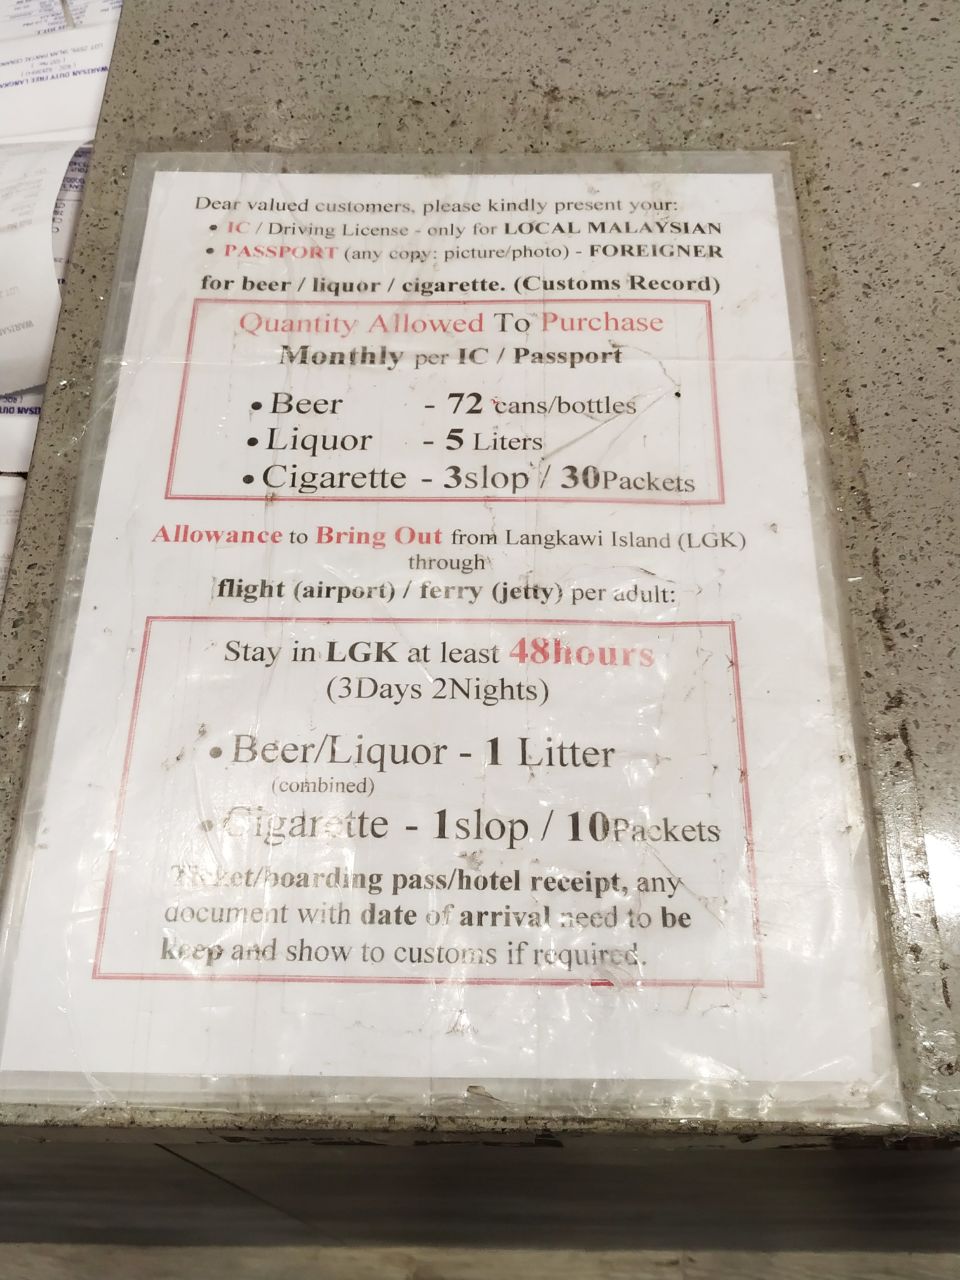 WARISAN DUTY FREE LANGKA
Dear valued customers, please kindly present your:
• IC / Driving License - only for LOCAL MALAYSIAN
• PASSPORT (any copy: picture/photo) - FOREIGNER
for beer / liquor / cigarette. (Customs Record)
Quantity Allowed To Purchase
Monthly per IC / Passport
• Beer - 72 cans/bottles
• Liquor - 5 Liters
• Cigarette - 3slop / 30Packets
Allowance to Bring Out from Langkawi Island (LGK)
through
flight (airport) / ferry (jetty) per adult:
Stay in LGK at least 48hours
(3Days 2Nights)
• Beer/Liquor - 1 Litter
(combined)
• Cigarette - 1slop / 10Packets
Ticket/boarding pass/hotel receipt, any
document with date of arrival need to be
keep and show to customs if required.